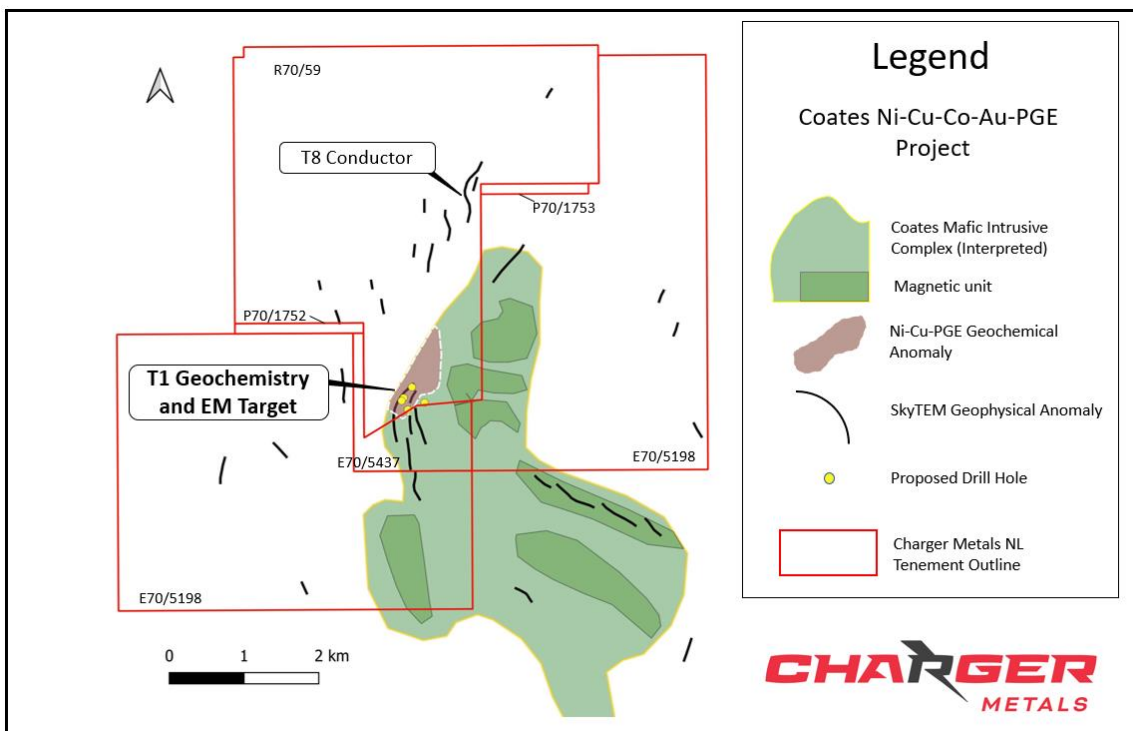 R70/59
T8 Conductor
P70/1753
P70/1752
T1 Geochemistry
and EM Target
E70/5437
E70/5198
E70/5198
0 1 2 km
Legend
Coates Ni-Cu-Co-Au-PGE
Project
Coates Mafic Intrusive
Complex (Interpreted)
Magnetic unit
Ni-Cu-PGE Geochemical
Anomaly
SkyTEM Geophysical Anomaly
Proposed Drill Hole
Charger Metals NL
Tenement Outline
CHARGER
METALS